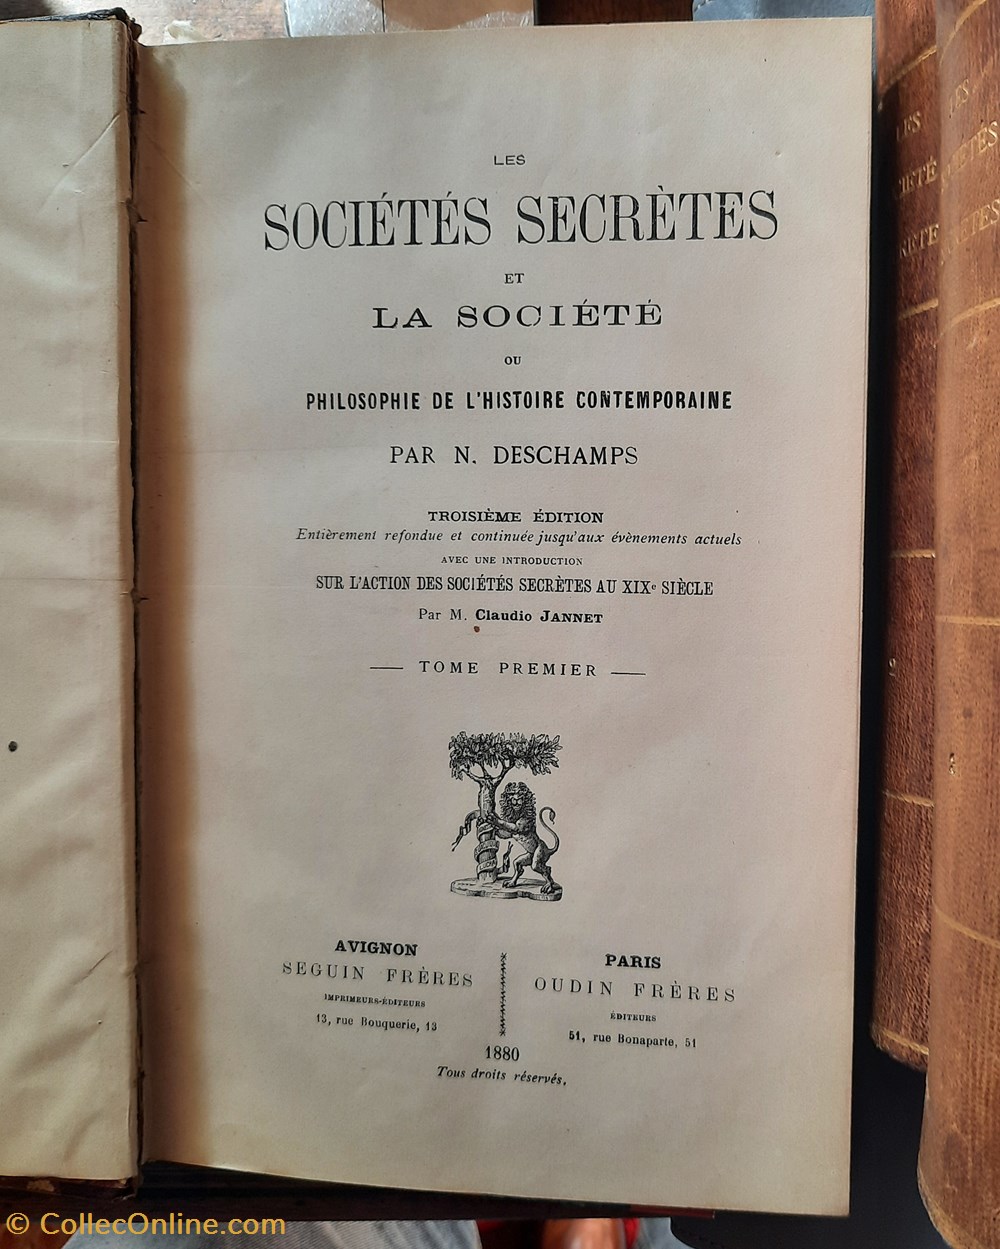 LES
SOCIÉTÉS SECRÈTES
ET
LA SOCIÉTÉ
OU
PHILOSOPHIE DE L'HISTOIRE CONTEMPORAINE
PAR N. DESCHAMPS
TROISIÈME ÉDITION
Entièrement refondue et continuée jusqu'aux évènements actuels
AVEC UNE INTRODUCTION
SUR L'ACTION DES SOCIÉTÉS SECRÈTES AU XIXe SIÈCLE
Par M. Claudio JANNET
TOME PREMIER
AVIGNON
SEGUIN FRÈRES
IMPRIMEURS-ÉDITEURS
13, rue Bouquerie, 13
PARIS
OUDIN FRÈRES
ÉDITEURS
51, rue Bonaparte, 51
1880
Tous droits réservés.
LES
LES
© CollecOnline.com